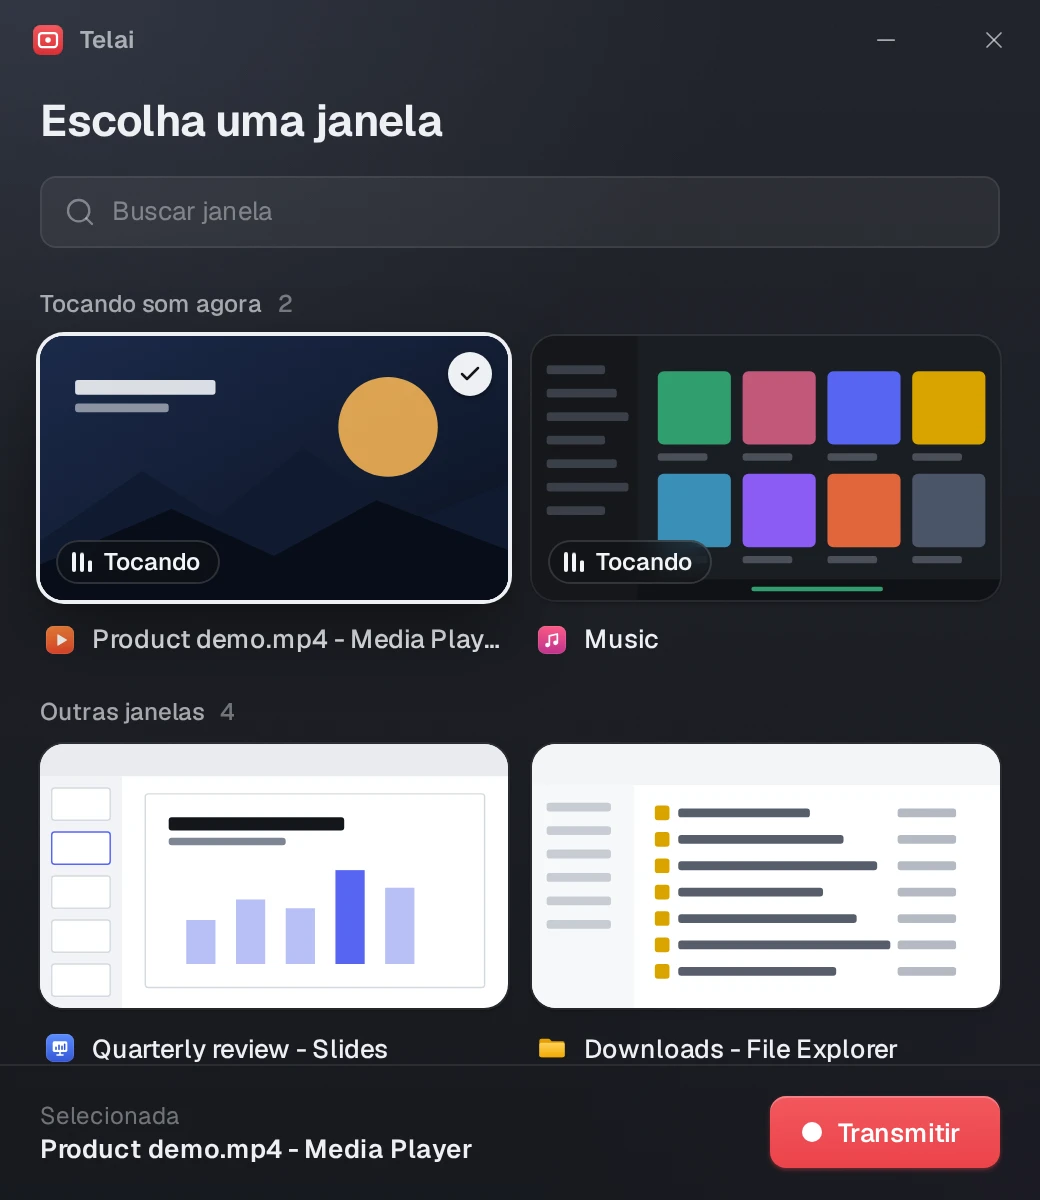 Telai
Escolha uma janela
Buscar janela
Tocando som agora 2
Tocando
Tocando
Product demo.mp4 - Media Play...
Music
Outras janelas 4
Quarterly review - Slides
Downloads - File Explorer
Selecionada
Product demo.mp4 - Media Player
Transmitir